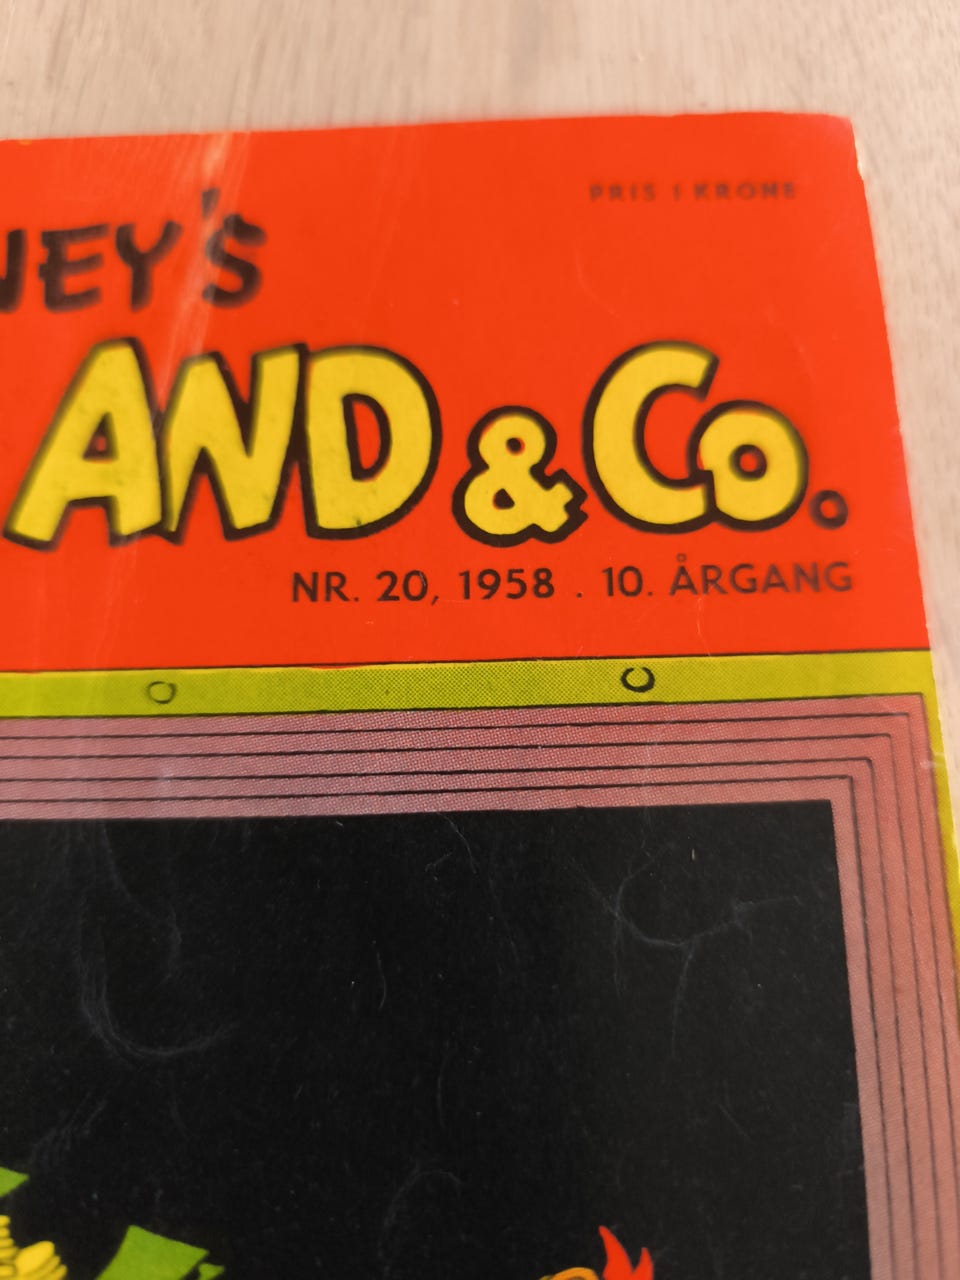 PRIS 1 KRONE
NEY'S
AND & Co.
NR. 20, 1958 . 10. ÅRGANG